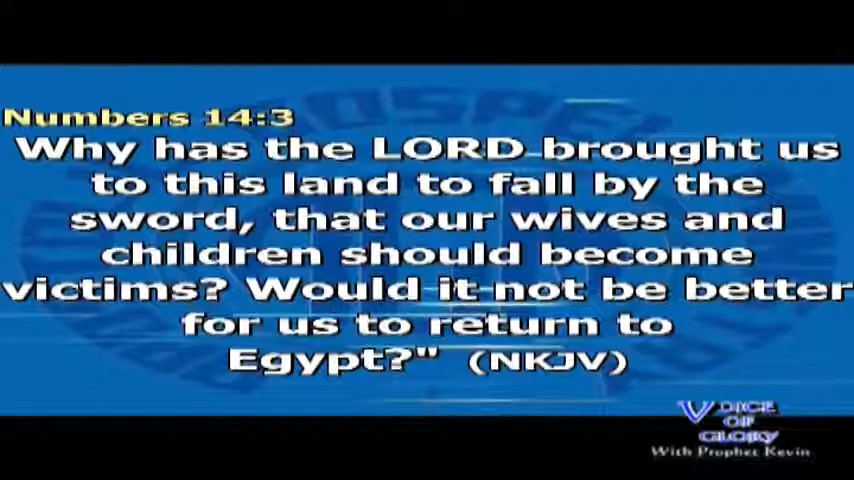 Numbers 14:3
Why has the LORD brought us
to this land to fall by the
sword, that our wives and
children should become
victims? Would it not be better
for us to return to
Egypt?" (NKJV)
VOICE
OF
GLORY
With Prophet Kevin